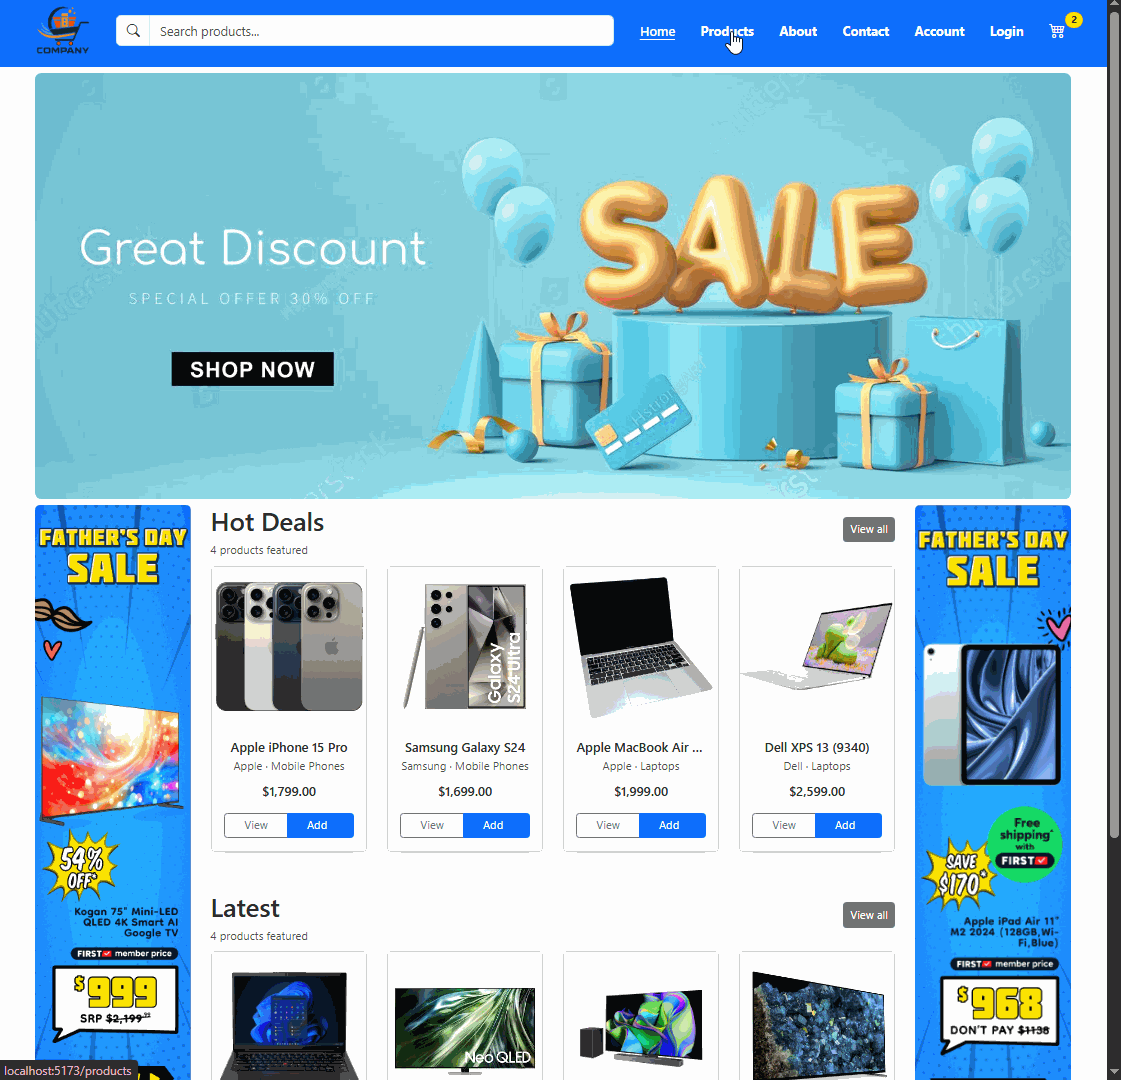 COMPANY
Search products...
Home
Products
About
Contact
Account
Login
2
Great Discount
SPECIAL OFFER 30% OFF
SHOP NOW
SALE
FATHER'S DAY
SALE
54%
OFF^
Kogan 75" Mini-LED
QLED 4K Smart AI
Google TV
FIRST member price
$999
SRP $2,199
Hot Deals
4 products featured
View all
Apple iPhone 15 Pro
Apple · Mobile Phones
$1,799.00
View
Add
Galaxy
S24 Ultra
Samsung Galaxy S24
Samsung · Mobile Phones
$1,699.00
View
Add
Apple MacBook Air ...
Apple · Laptops
$1,999.00
View
Add
Dell XPS 13 (9340)
Dell · Laptops
$2,599.00
View
Add
Latest
4 products featured
View all
Neo QLED
FATHER'S DAY
SALE
Free
shipping
with
FIRST
SAVE
$170
Apple iPad Air 11"
M2 2024 (128GB,Wi-
Fi,Blue)
FIRST member price
$968
DON'T PAY $1138
localhost:5173/products